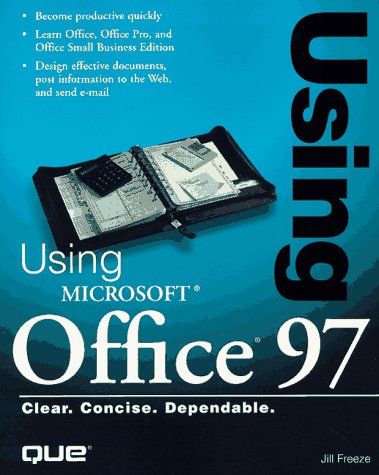 • Become productive quickly
• Learn Office, Office Pro, and
Office Small Business Edition
• Design effective documents,
post information to the Web,
and send e-mail
Using
Using
MICROSOFT®
Office® 97
Clear. Concise. Dependable.
QUE®
Jill Freeze